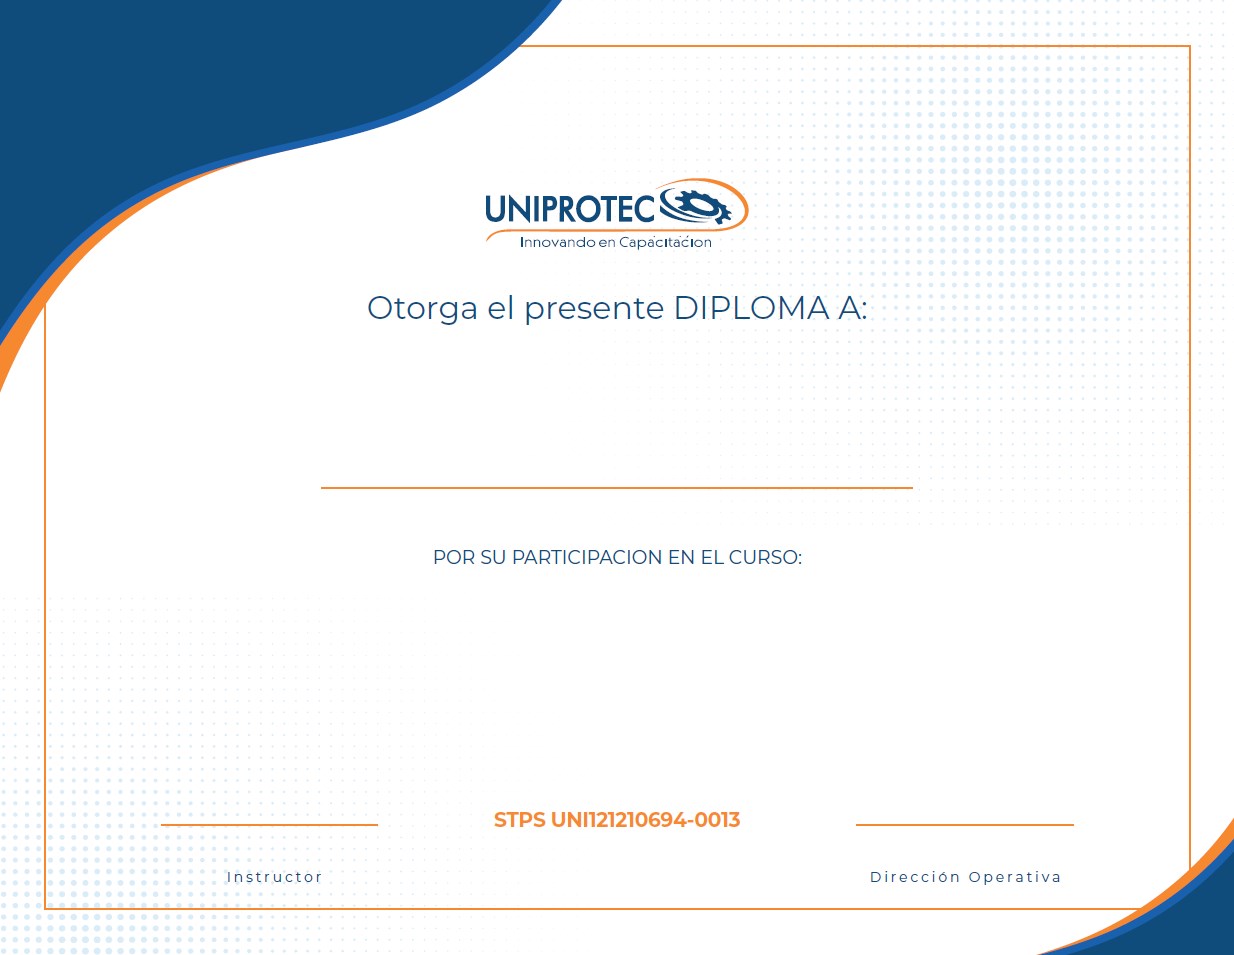 UNIPROTEC
Innovando en Capacitación
Otorga el presente DIPLOMA A:
POR SU PARTICIPACION EN EL CURSO:
STPS UNI121210694-0013
Instructor
Dirección Operativa